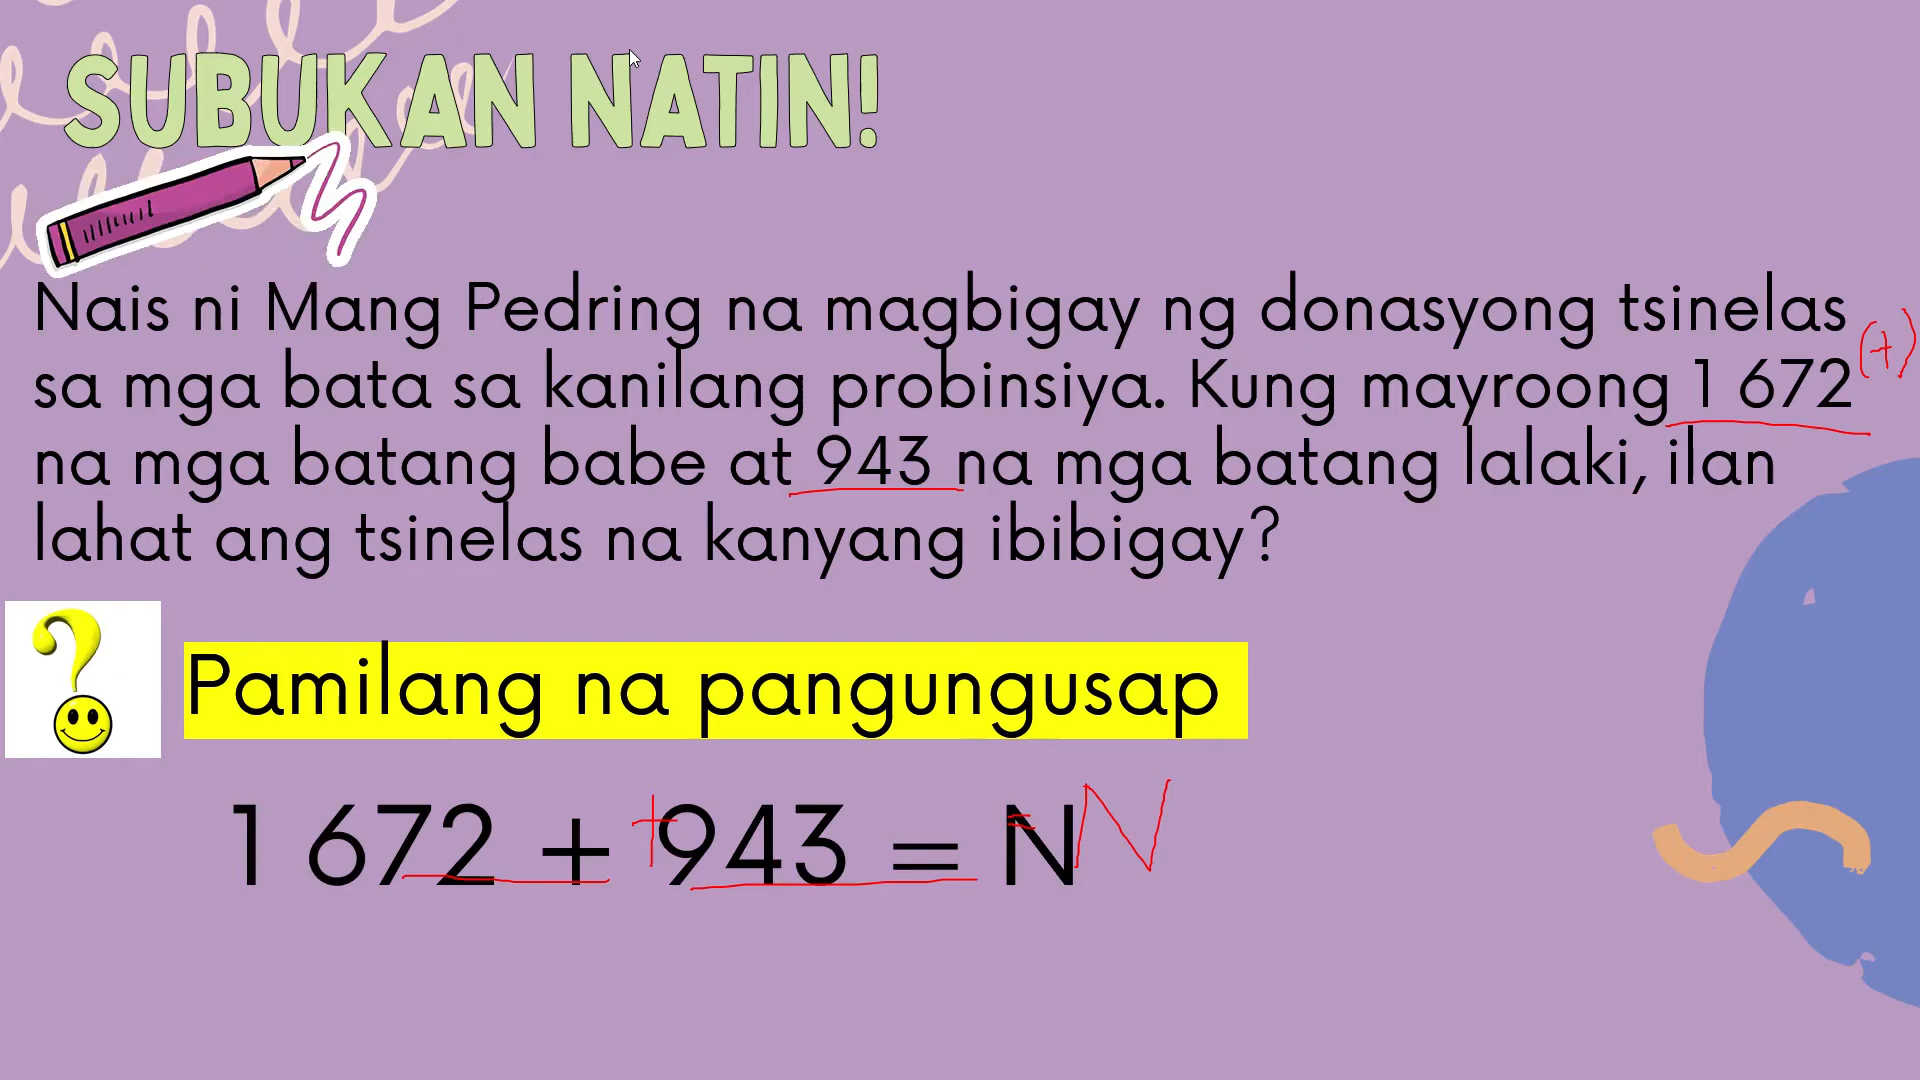 SUBUKAN NATIN!
Nais ni Mang Pedring na magbigay ng donasyong tsinelas
sa mga bata sa kanilang probinsiya. Kung mayroong 1 672 (+)
na mga batang babe at 943 na mga batang lalaki, ilan
lahat ang tsinelas na kanyang ibibigay?
Pamilang na pangungusap
1 672 + + 943 = N = N